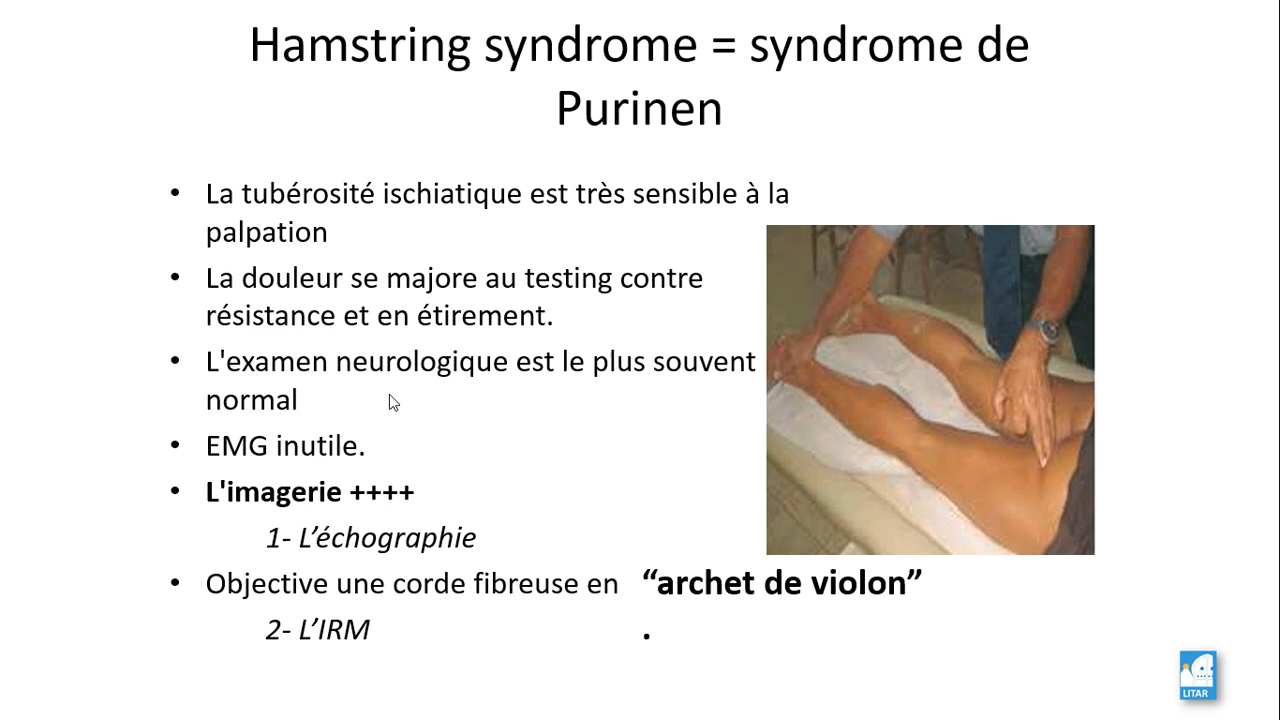 Hamstring syndrome = syndrome de
Purinen
• La tubérosité ischiatique est très sensible à la
palpation
• La douleur se majore au testing contre
résistance et en étirement.
• L'examen neurologique est le plus souvent
normal
• EMG inutile.
• L'imagerie ++++
1- L’échographie
• Objective une corde fibreuse en “archet de violon”
2- L’IRM .
LITAR